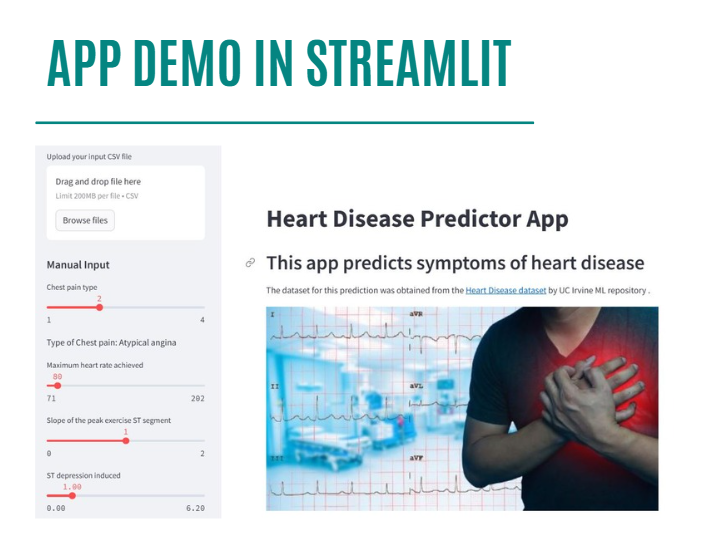 APP DEMO IN STREAMLIT
Upload your input CSV file
Drag and drop file here
Limit 200MB per file • CSV
Browse files
Manual Input
Chest pain type
2
1 4
Type of Chest pain: Atypical angina
Maximum heart rate achieved
80
71 202
Slope of the peak exercise ST segment
1
0 2
ST depression induced
1.00
0.00 6.20
Heart Disease Predictor App
This app predicts symptoms of heart disease
The dataset for this prediction was obtained from the Heart Disease dataset by UC Irvine ML repository .
I aVR
II aVL
III aVF